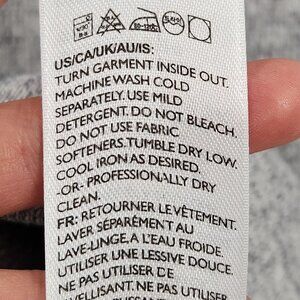 US/CA/UK/AU/IS:
TURN GARMENT INSIDE OUT.
MACHINE WASH COLD
SEPARATELY. USE MILD
DETERGENT. DO NOT BLEACH.
DO NOT USE FABRIC
SOFTENERS. TUMBLE DRY LOW.
COOL IRON AS DESIRED.
-OR- PROFESSIONALLY DRY
CLEAN.
FR: RETOURNER LE VÊTEMENT.
LAVER SÉPARÉMENT AU
LAVE-LINGE, À L'EAU FROIDE.
UTILISER UNE LESSIVE DOUCE.
NE PAS UTILISER DE